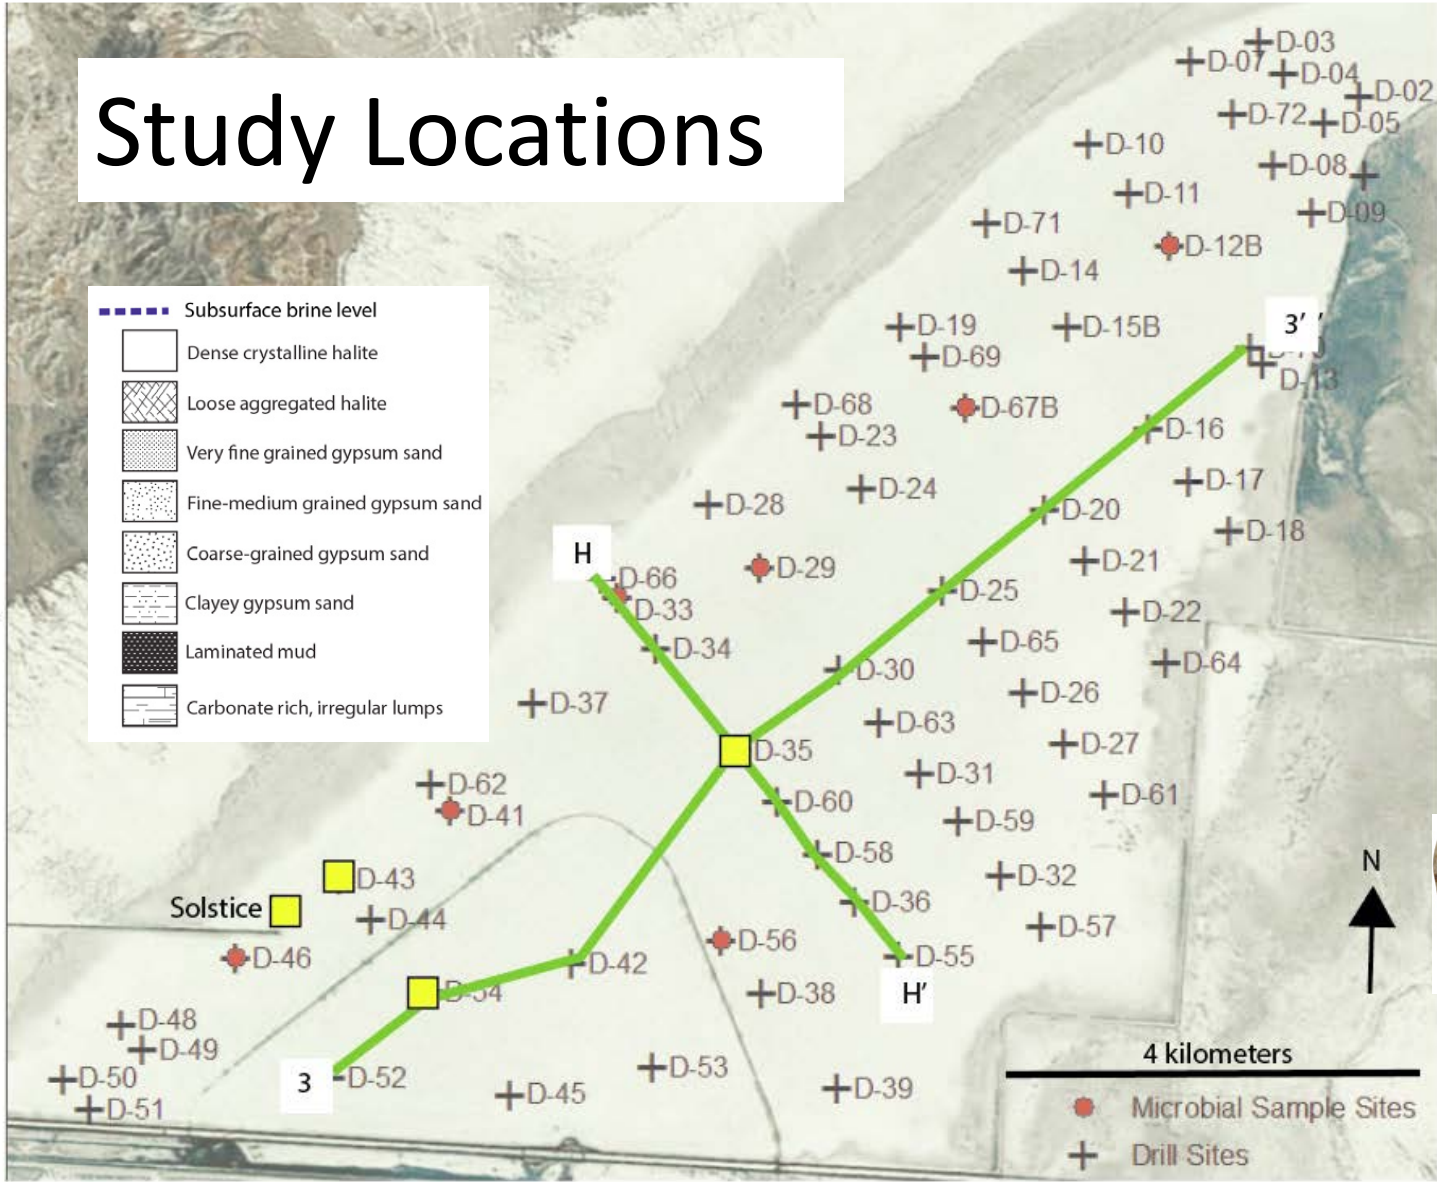 Study Locations
Subsurface brine level
Dense crystalline halite
Loose aggregated halite
Very fine grained gypsum sand
Fine-medium grained gypsum sand
Coarse-grained gypsum sand
Clayey gypsum sand
Laminated mud
Carbonate rich, irregular lumps
D-03
D-07
D-04
D-02
D-72
D-05
D-10
D-08
D-11
D-09
D-71
D-12B
D-14
D-19
D-15B
3’ ’
D-69
D-13
D-68
D-67B
D-23
D-16
D-24
D-17
D-28
D-20
D-18
H
D-29
D-21
D-66
D-33
D-25
D-22
D-34
D-65
D-30
D-64
D-37
D-26
D-63
D-35
D-27
D-62
D-31
D-60
D-61
D-41
D-59
D-58
N
D-43
D-32
Solstice
D-44
D-36
D-57
D-46
D-56
D-42
D-55
D-38
H’
D-48
D-49
4 kilometers
D-50
3
D-52
D-53
D-51
D-45
D-39
Microbial Sample Sites
Drill Sites